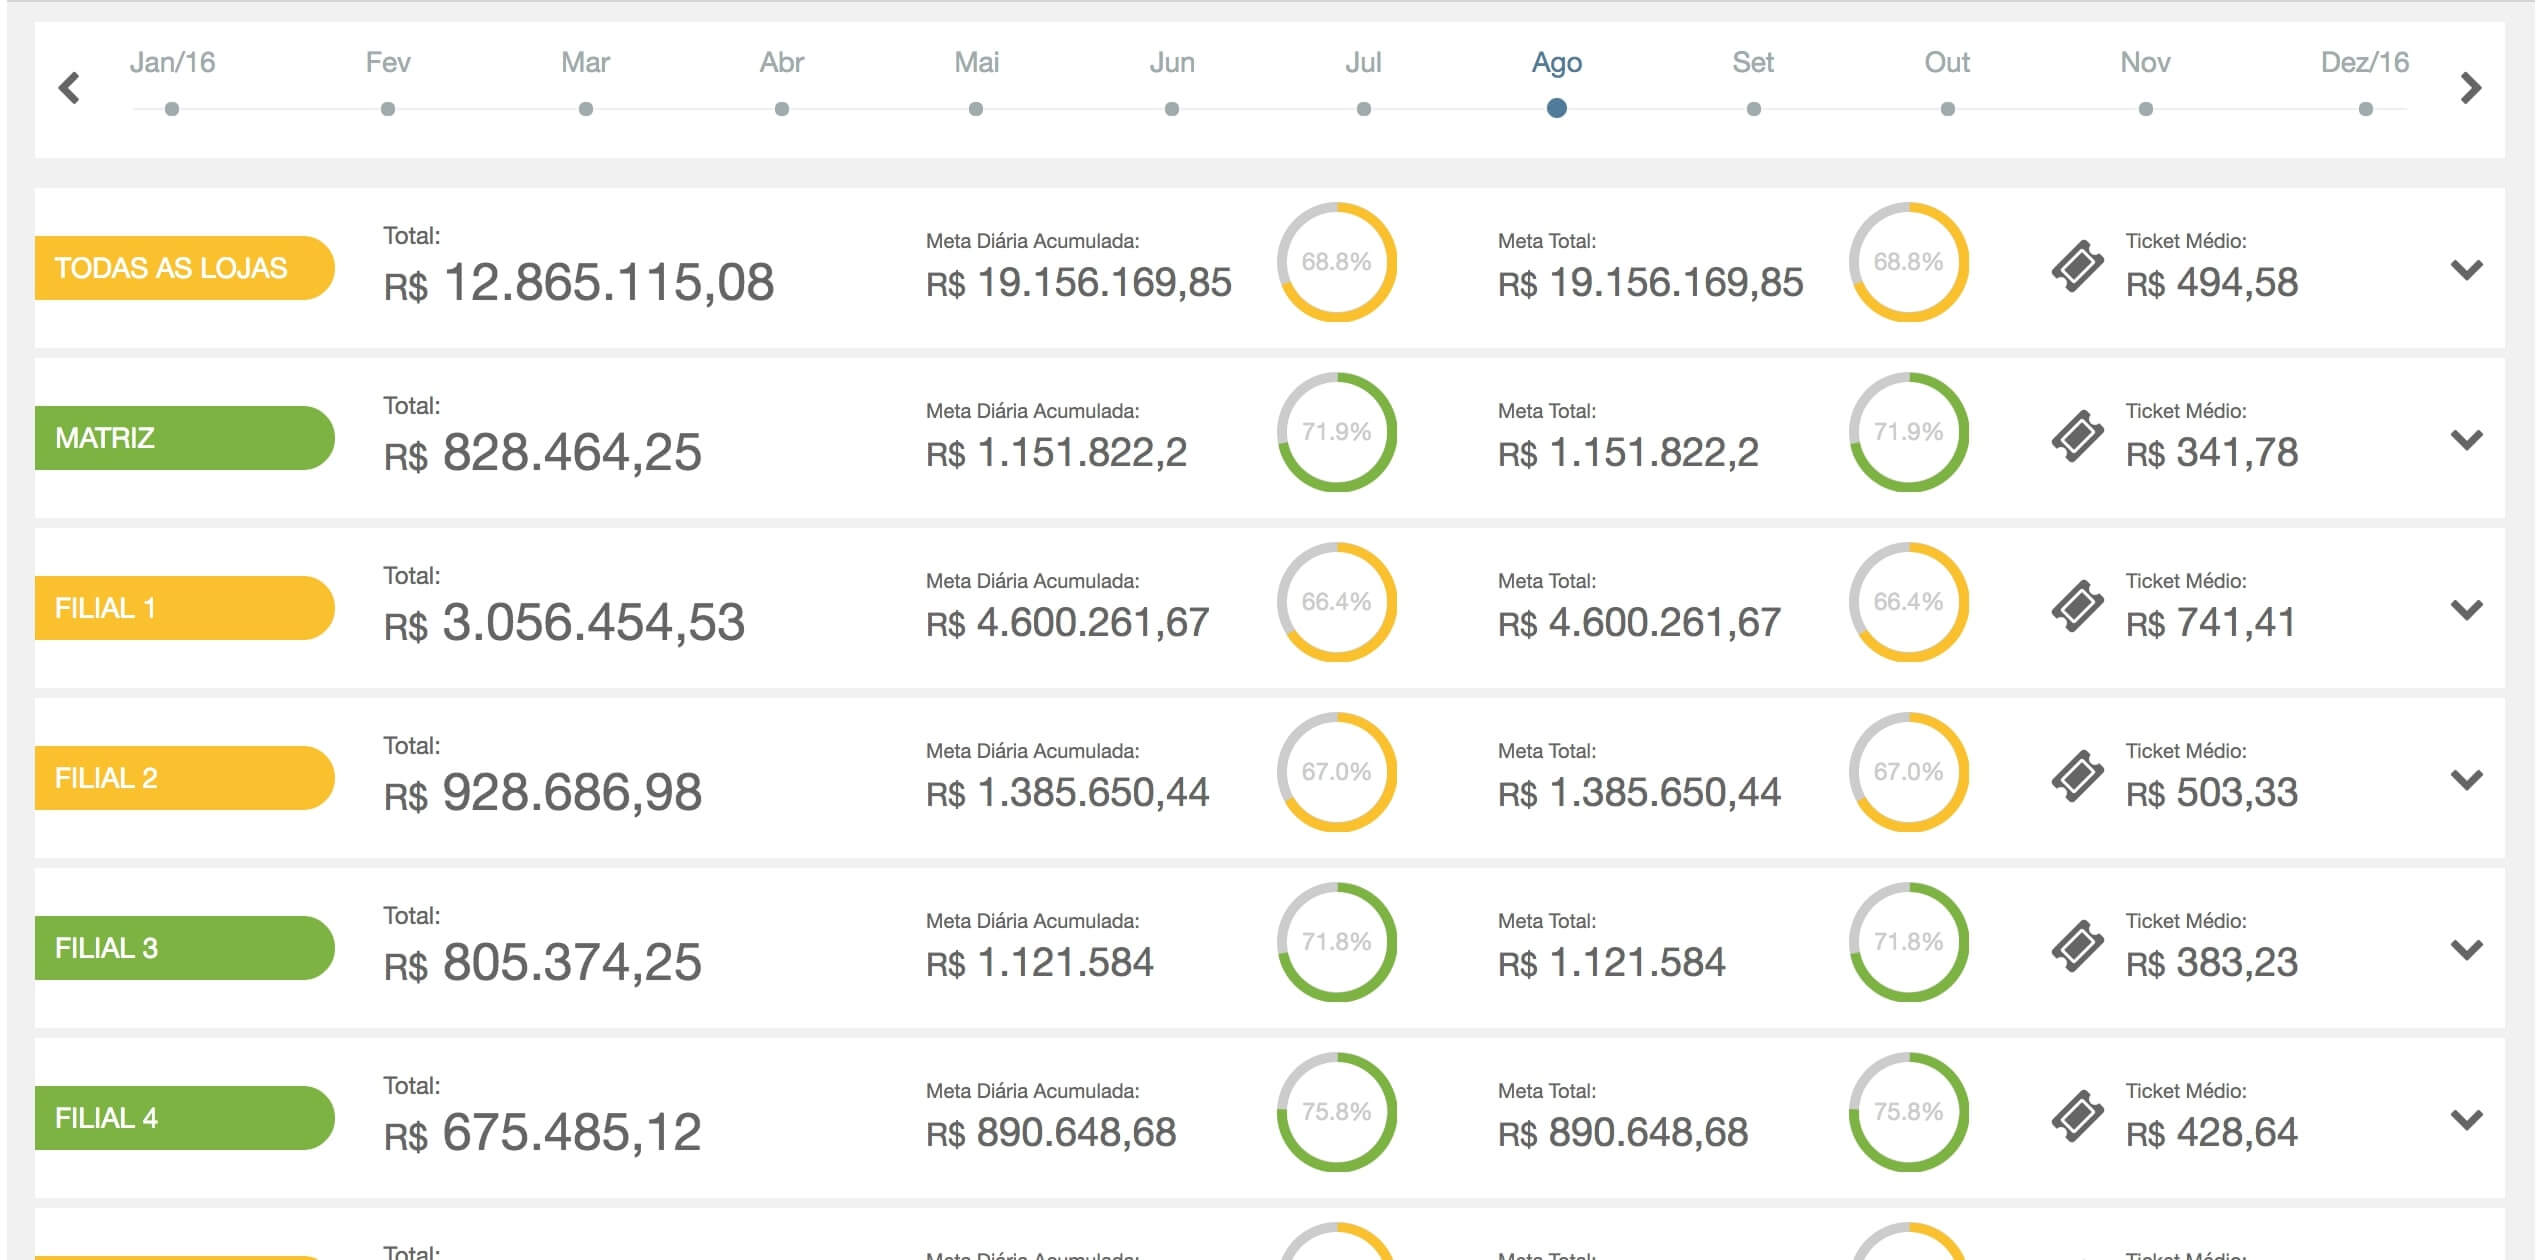 Jan/16 Fev Mar Abr Mai Jun Jul Ago Set Out Nov Dez/16
TODAS AS LOJAS
Total:
R$ 12.865.115,08
Meta Diária Acumulada:
R$ 19.156.169,85
68.8%
Meta Total:
R$ 19.156.169,85
68.8%
Ticket Médio:
R$ 494,58
MATRIZ
Total:
R$ 828.464,25
Meta Diária Acumulada:
R$ 1.151.822,2
71.9%
Meta Total:
R$ 1.151.822,2
71.9%
Ticket Médio:
R$ 341,78
FILIAL 1
Total:
R$ 3.056.454,53
Meta Diária Acumulada:
R$ 4.600.261,67
66.4%
Meta Total:
R$ 4.600.261,67
66.4%
Ticket Médio:
R$ 741,41
FILIAL 2
Total:
R$ 928.686,98
Meta Diária Acumulada:
R$ 1.385.650,44
67.0%
Meta Total:
R$ 1.385.650,44
67.0%
Ticket Médio:
R$ 503,33
FILIAL 3
Total:
R$ 805.374,25
Meta Diária Acumulada:
R$ 1.121.584
71.8%
Meta Total:
R$ 1.121.584
71.8%
Ticket Médio:
R$ 383,23
FILIAL 4
Total:
R$ 675.485,12
Meta Diária Acumulada:
R$ 890.648,68
75.8%
Meta Total:
R$ 890.648,68
75.8%
Ticket Médio:
R$ 428,64
Total:
Meta Diária Acumulada:
Meta Total:
Ticket Médio: